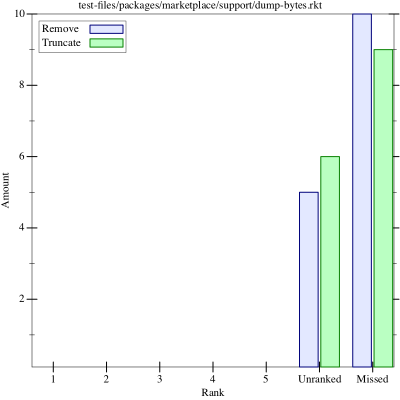 test-files/packages/marketplace/support/dump-bytes.rkt
Remove
Truncate
10
8
6
4
2
Amount
1 2 3 4 5 Unranked Missed
Rank